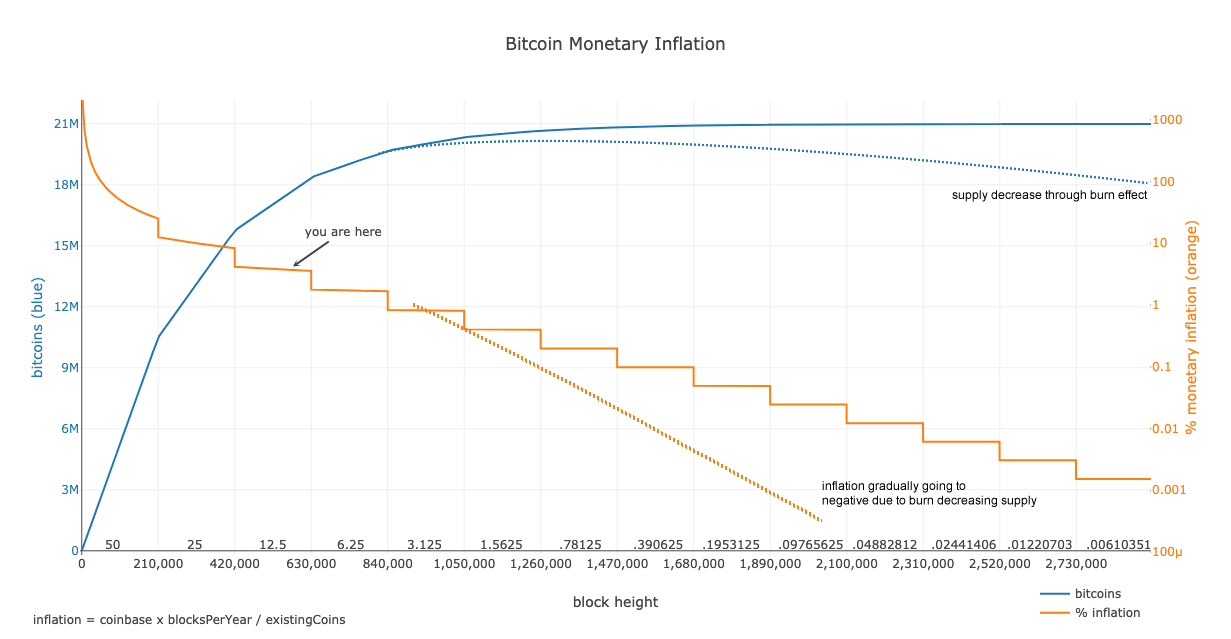 Bitcoin Monetary Inflation
21M
18M
15M
12M
9M
6M
3M
0
bitcoins (blue)
1000
100
10
1
0.1
0.01
0.001
100μ
% monetary inflation (orange)
supply decrease through burn effect
you are here
inflation gradually going to
negative due to burn decreasing supply
50 25 12.5 6.25 3.125 1.5625 .78125 .390625 .1953125 .09765625 .04882812 .02441406 .01220703 .00610351
0 210,000 420,000 630,000 840,000 1,050,000 1,260,000 1,470,000 1,680,000 1,890,000 2,100,000 2,310,000 2,520,000 2,730,000
block height
bitcoins
% inflation
inflation = coinbase x blocksPerYear / existingCoins